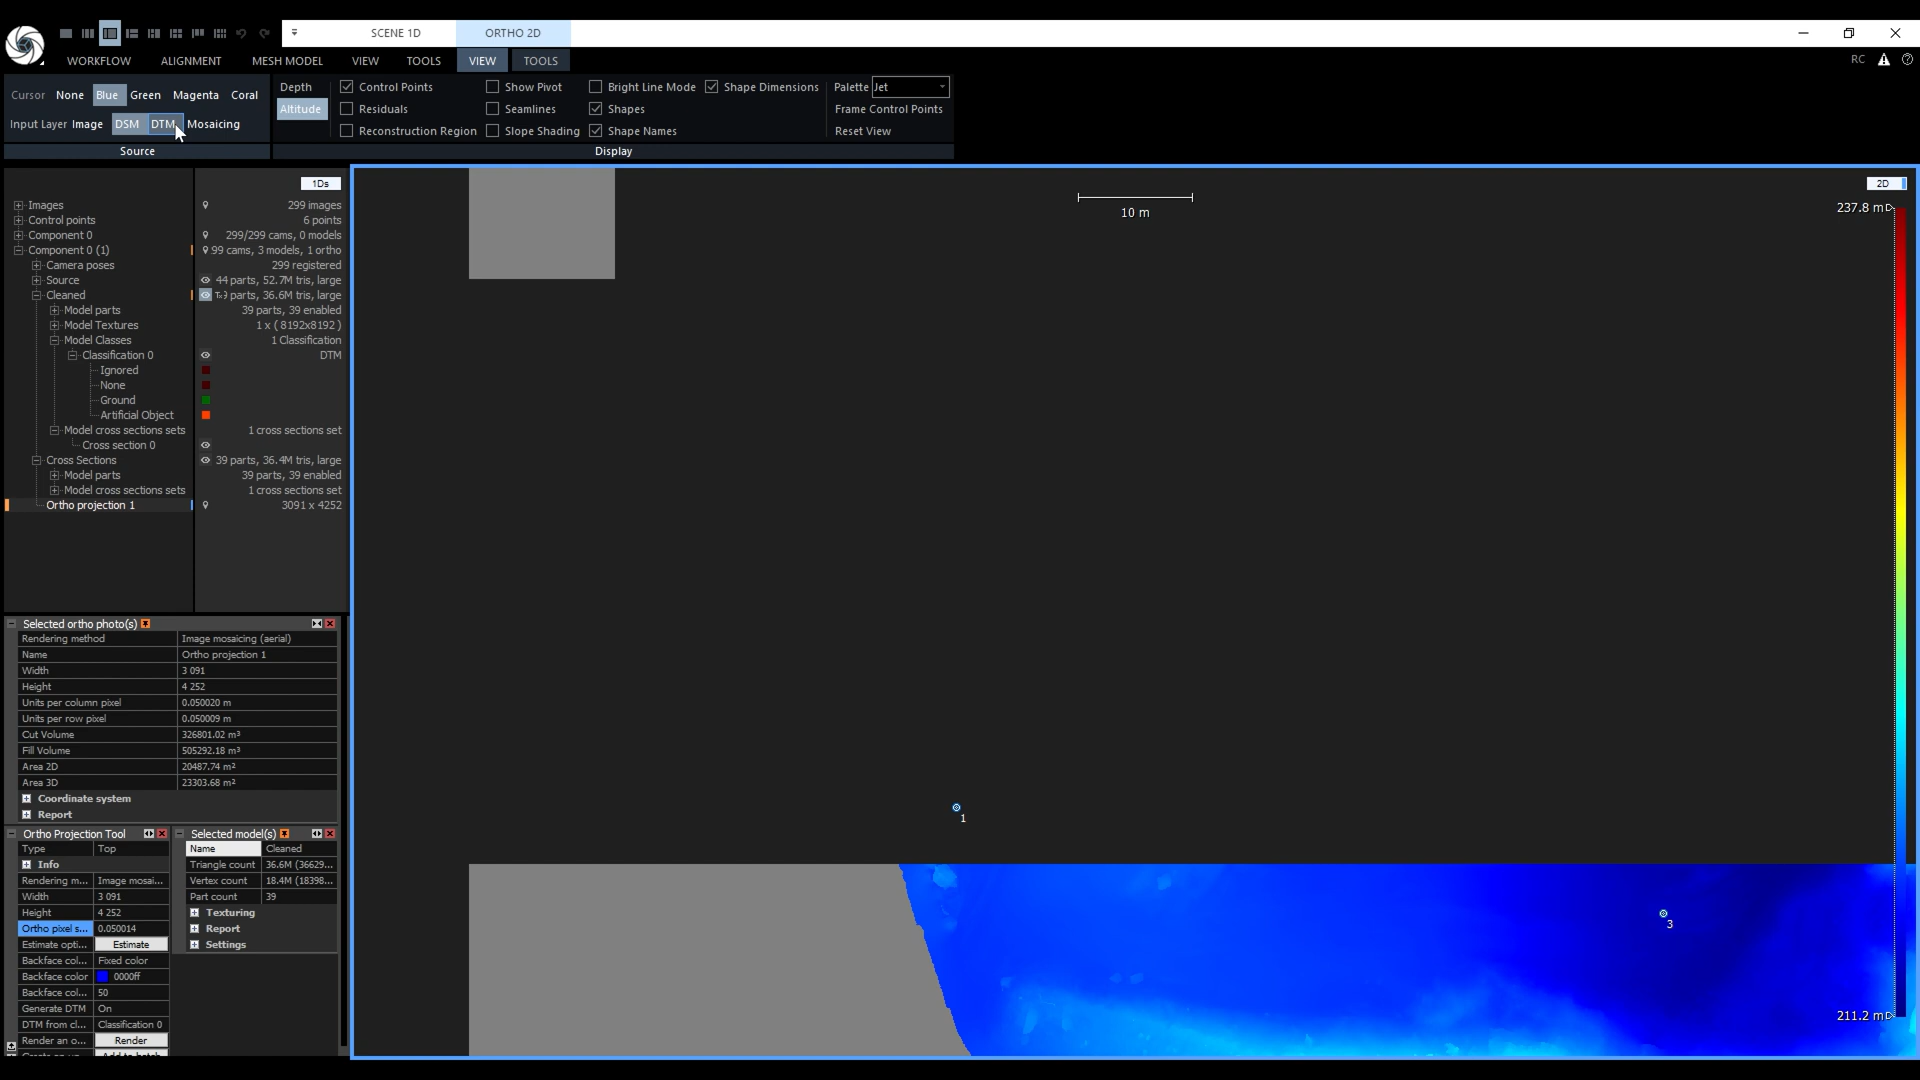 SCENE 1D
ORTHO 2D
WORKFLOW
ALIGNMENT
MESH MODEL
VIEW
TOOLS
VIEW
TOOLS
RC
Cursor None Blue Green Magenta Coral
Input Layer Image DSM DTM Mosaicing
Source
Depth
Altitude
Control Points
Residuals
Reconstruction Region
Show Pivot
Seamlines
Slope Shading
Bright Line Mode
Shapes
Shape Names
Shape Dimensions
Palette Jet
Frame Control Points
Reset View
Display
1Ds
Images 299 images
Control points 6 points
Component 0 299/299 cams, 0 models
Component 0 (1) 99 cams, 3 models, 1 ortho
Camera poses 299 registered
Source 44 parts, 52.7M tris, large
Cleaned parts, 36.6M tris, large
Model parts 39 parts, 39 enabled
Model Textures 1 x ( 8192x8192 )
Model Classes 1 Classification
Classification 0 DTM
Ignored
None
Ground
Artificial Object
Model cross sections sets 1 cross sections set
Cross section 0
Cross Sections 39 parts, 36.4M tris, large
Model parts 39 parts, 39 enabled
Model cross sections sets 1 cross sections set
Ortho projection 1 3091 x 4252
Selected ortho photo(s)
Rendering method Image mosaicing (aerial)
Name Ortho projection 1
Width 3 091
Height 4 252
Units per column pixel 0.050020 m
Units per row pixel 0.050009 m
Cut Volume 326801.02 m³
Fill Volume 505292.18 m³
Area 2D 20487.74 m²
Area 3D 23303.68 m²
Coordinate system
Report
Ortho Projection Tool
Type Top
Info
Rendering m... Image mosai...
Width 3 091
Height 4 252
Ortho pixel s... 0.050014
Estimate opti... Estimate
Backface col... Fixed color
Backface color 0000ff
Backface col... 50
Generate DTM On
DTM from cl... Classification 0
Render an o... Render
Selected model(s)
Name Cleaned
Triangle count 36.6M (36629...
Vertex count 18.4M (18398...
Part count 39
Texturing
Report
Settings
2D
10 m
237.8 m
1
3
211.2 m